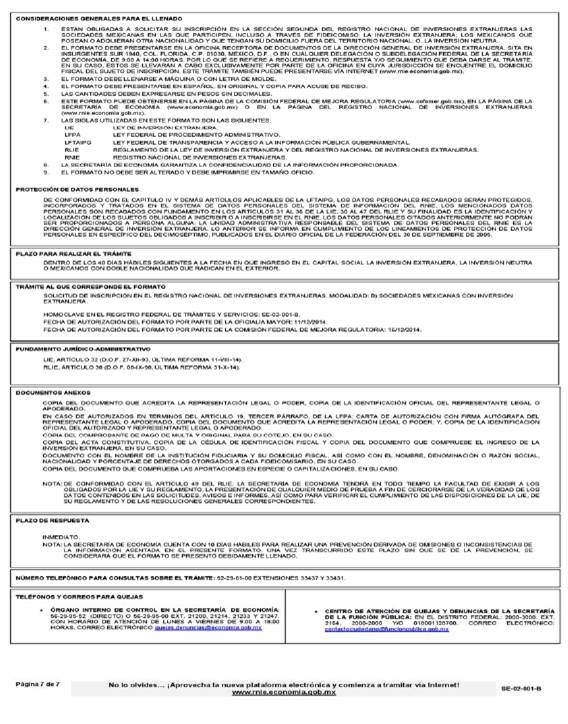 CONSIDERACIONES GENERALES PARA EL LLENADO
1. ESTÁN OBLIGADAS A SOLICITAR SU INSCRIPCIÓN EN LA SECCIÓN SEGUNDA DEL REGISTRO NACIONAL DE INVERSIONES EXTRANJERAS LAS
SOCIEDADES MEXICANAS EN LAS QUE PARTICIPEN, INCLUSO A TRAVÉS DE FIDEICOMISO LA INVERSIÓN EXTRANJERA; LOS MEXICANOS QUE
POSEAN O ADQUIERAN OTRA NACIONALIDAD Y QUE TENGAN SU DOMICILIO FUERA DEL TERRITORIO NACIONAL, O LA INVERSIÓN NEUTRA.
2. EL FORMATO DEBE PRESENTARSE EN LA OFICINA RECEPTORA DE DOCUMENTOS DE LA DIRECCIÓN GENERAL DE INVERSIÓN EXTRANJERA, SITA EN
INSURGENTES SUR 1940, COL. FLORIDA, C.P. 01030, MÉXICO, D.F., O EN CUALQUIER DELEGACIÓN O SUBDELEGACIÓN FEDERAL DE LA SECRETARÍA
DE ECONOMÍA, DE 9:00 A 14:00 HORAS. POR LO QUE SE REFIERE A REQUERIMIENTO, RESPUESTA Y/O SEGUIMIENTO QUE DEBA DARSE AL TRÁMITE,
EN SU CASO, ÉSTOS SE LLEVARÁN A CABO EXCLUSIVAMENTE POR PARTE DE LA OFICINA EN CUYA JURISDICCIÓN SE ENCUENTRE EL DOMICILIO
FISCAL DEL SUJETO DE INSCRIPCIÓN. ESTE TRÁMITE TAMBIÉN PUEDE PRESENTARSE VÍA INTERNET (www.rnie.economia.gob.mx).
3. EL FORMATO DEBE LLENARSE A MÁQUINA O CON LETRA DE MOLDE.
4. EL FORMATO DEBE PRESENTARSE EN ESPAÑOL, EN ORIGINAL Y COPIA PARA ACUSE DE RECIBO.
5. LAS CANTIDADES DEBEN EXPRESARSE EN PESOS SIN DECIMALES.
6. ESTE FORMATO PUEDE OBTENERSE EN LA PÁGINA DE LA COMISIÓN FEDERAL DE MEJORA REGULATORIA (www.cofemer.gob.mx), EN LA PÁGINA DE LA
SECRETARÍA DE ECONOMÍA (www.economia.gob.mx) O EN LA PÁGINA DEL REGISTRO NACIONAL DE INVERSIONES EXTRANJERAS
(www.rnie.economia.gob.mx).
7. LAS SIGLAS UTILIZADAS EN ESTE FORMATO SON LAS SIGUIENTES:
LIE LEY DE INVERSIÓN EXTRANJERA.
LFPA LEY FEDERAL DE PROCEDIMIENTO ADMINISTRATIVO.
LFTAIPG LEY FEDERAL DE TRANSPARENCIA Y ACCESO A LA INFORMACIÓN PÚBLICA GUBERNAMENTAL.
RLIE REGLAMENTO DE LA LEY DE INVERSIÓN EXTRANJERA Y DEL REGISTRO NACIONAL DE INVERSIONES EXTRANJERAS.
RNIE REGISTRO NACIONAL DE INVERSIONES EXTRANJERAS.
8. LA SECRETARÍA DE ECONOMÍA GARANTIZA LA CONFIDENCIALIDAD DE LA INFORMACIÓN PROPORCIONADA.
9. EL FORMATO NO DEBE SER ALTERADO Y DEBE IMPRIMIRSE EN TAMAÑO OFICIO.
PROTECCIÓN DE DATOS PERSONALES
DE CONFORMIDAD CON EL CAPÍTULO IV Y DEMÁS ARTÍCULOS APLICABLES DE LA LFTAIPG, LOS DATOS PERSONALES RECABADOS SERÁN PROTEGIDOS,
INCORPORADOS Y TRATADOS EN EL SISTEMA DE DATOS PERSONALES DEL SISTEMA DE INFORMACIÓN DEL RNIE. LOS MENCIONADOS DATOS
PERSONALES SON RECABADOS CON FUNDAMENTO EN LOS ARTÍCULOS 31 AL 36 DE LA LIE, 30 AL 47 DEL RLIE Y SU FINALIDAD ES LA IDENTIFICACIÓN Y
LOCALIZACIÓN DE LOS SUJETOS OBLIGADOS A INSCRIBIR O A INSCRIBIRSE EN EL RNIE. LOS DATOS PERSONALES CITADOS ANTERIORMENTE NO PODRÁN
SER PROPORCIONADOS A PERSONA ALGUNA. LA UNIDAD ADMINISTRATIVA RESPONSABLE DEL SISTEMA DE DATOS PERSONALES DEL RNIE ES LA
DIRECCIÓN GENERAL DE INVERSIÓN EXTRANJERA. LO ANTERIOR SE INFORMA EN CUMPLIMIENTO DE LOS LINEAMIENTOS DE PROTECCIÓN DE DATOS
PERSONALES EN ESPECÍFICO DEL DECIMOSÉPTIMO, PUBLICADOS EN EL DIARIO OFICIAL DE LA FEDERACIÓN DEL 30 DE SEPTIEMBRE DE 2005.
PLAZO PARA REALIZAR EL TRÁMITE
DENTRO DE LOS 40 DÍAS HÁBILES SIGUIENTES A LA FECHA EN QUE INGRESÓ EN EL CAPITAL SOCIAL LA INVERSIÓN EXTRANJERA, LA INVERSIÓN NEUTRA
O MEXICANOS CON DOBLE NACIONALIDAD QUE RADICAN EN EL EXTERIOR.
TRÁMITE AL QUE CORRESPONDE EL FORMATO
SOLICITUD DE INSCRIPCIÓN EN EL REGISTRO NACIONAL DE INVERSIONES EXTRANJERAS. MODALIDAD: B) SOCIEDADES MEXICANAS CON INVERSIÓN
EXTRANJERA.
HOMOCLAVE EN EL REGISTRO FEDERAL DE TRÁMITES Y SERVICIOS: SE-02-001-B.
FECHA DE AUTORIZACIÓN DEL FORMATO POR PARTE DE LA OFICIALÍA MAYOR: 11/12/2014.
FECHA DE AUTORIZACIÓN DEL FORMATO POR PARTE DE LA COMISIÓN FEDERAL DE MEJORA REGULATORIA: 15/12/2014.
FUNDAMENTO JURÍDICO-ADMINISTRATIVO
LIE, ARTÍCULO 32 (D.O.F. 27-XII-93, ÚLTIMA REFORMA 11-VIII-14).
RLIE, ARTÍCULO 38 (D.O.F. 08-IX-98, ÚLTIMA REFORMA 31-X-14).
DOCUMENTOS ANEXOS
COPIA DEL DOCUMENTO QUE ACREDITA LA REPRESENTACIÓN LEGAL O PODER, COPIA DE LA IDENTIFICACIÓN OFICIAL DEL REPRESENTANTE LEGAL O
APODERADO.
EN CASO DE AUTORIZADOS EN TÉRMINOS DEL ARTÍCULO 19, TERCER PÁRRAFO, DE LA LFPA: CARTA DE AUTORIZACIÓN CON FIRMA AUTÓGRAFA DEL
REPRESENTANTE LEGAL O APODERADO, COPIA DEL DOCUMENTO QUE ACREDITA LA REPRESENTACIÓN LEGAL O PODER; Y, COPIA DE LA IDENTIFICACIÓN
OFICIAL DEL AUTORIZADO Y REPRESENTANTE LEGAL O APODERADO.
COPIA DEL COMPROBANTE DE PAGO DE MULTA Y ORIGINAL PARA SU COTEJO, EN SU CASO.
COPIA DEL ACTA CONSTITUTIVA, COPIA DE LA CÉDULA DE IDENTIFICACIÓN FISCAL Y COPIA DEL DOCUMENTO QUE COMPRUEBE EL INGRESO DE LA
INVERSIÓN EXTRANJERA, EN SU CASO.
DOCUMENTO CON EL NOMBRE DE LA INSTITUCIÓN FIDUCIARIA Y SU DOMICILIO FISCAL, ASÍ COMO CON EL NOMBRE, DENOMINACIÓN O RAZÓN SOCIAL,
NACIONALIDAD Y PORCENTAJE DE DERECHOS OTORGADOS A CADA FIDEICOMISARIO, EN SU CASO.
COPIA DEL DOCUMENTO QUE COMPRUEBA LAS APORTACIONES EN ESPECIE O CAPITALIZACIONES, EN SU CASO.
NOTA: DE CONFORMIDAD CON EL ARTÍCULO 49 DEL RLIE, LA SECRETARÍA DE ECONOMÍA TENDRÁ EN TODO TIEMPO LA FACULTAD DE EXIGIR A LOS
OBLIGADOS POR LA LIE Y SU REGLAMENTO, LA PRESENTACIÓN DE CUALQUIER MEDIO DE PRUEBA A FIN DE CERCIORARSE DE LA VERACIDAD DE LOS
DATOS CONTENIDOS EN LAS SOLICITUDES, AVISOS E INFORMES, ASÍ COMO PARA VERIFICAR EL CUMPLIMIENTO DE LAS DISPOSICIONES DE LA LIE, DE
SU REGLAMENTO Y DE LAS RESOLUCIONES GENERALES CORRESPONDIENTES.
PLAZO DE RESPUESTA
INMEDIATO.
NOTA: LA SECRETARÍA DE ECONOMÍA CUENTA CON 10 DÍAS HÁBILES PARA REALIZAR UNA PREVENCIÓN DERIVADA DE OMISIONES O INCONSISTENCIAS DE
LA INFORMACIÓN ASENTADA EN EL PRESENTE FORMATO. UNA VEZ TRANSCURRIDO ESTE PLAZO SIN QUE SE DÉ LA PREVENCIÓN, SE
CONSIDERARÁ QUE EL FORMATO SE PRESENTÓ DEBIDAMENTE LLENADO.
NÚMERO TELEFÓNICO PARA CONSULTAS SOBRE EL TRÁMITE: 52-29-61-00 EXTENSIONES 33437 Y 33431.
TELÉFONOS Y CORREOS PARA QUEJAS
• ÓRGANO INTERNO DE CONTROL EN LA SECRETARÍA DE ECONOMÍA:
56-29-95-52 (DIRECTO) O 56-29-95-00 EXT. 21200, 21214, 21233 Y 21247.
CON HORARIO DE ATENCIÓN DE LUNES A VIERNES DE 9:00 A 18:00
HORAS. CORREO ELECTRÓNICO quejas.denuncias@economia.gob.mx
• CENTRO DE ATENCIÓN DE QUEJAS Y DENUNCIAS DE LA SECRETARÍA
DE LA FUNCIÓN PÚBLICA: EN EL DISTRITO FEDERAL: 2000-3000, EXT.
2164, 2000-2000 Y/O 018001128700. CORREO ELECTRÓNICO:
contactociudadano@funcionpublica.gob.mx
Página 7 de 7
No lo olvides... ¡Aprovecha la nueva plataforma electrónica y comienza a tramitar vía Internet!
www.rnie.economia.gob.mx
SE-02-001-B